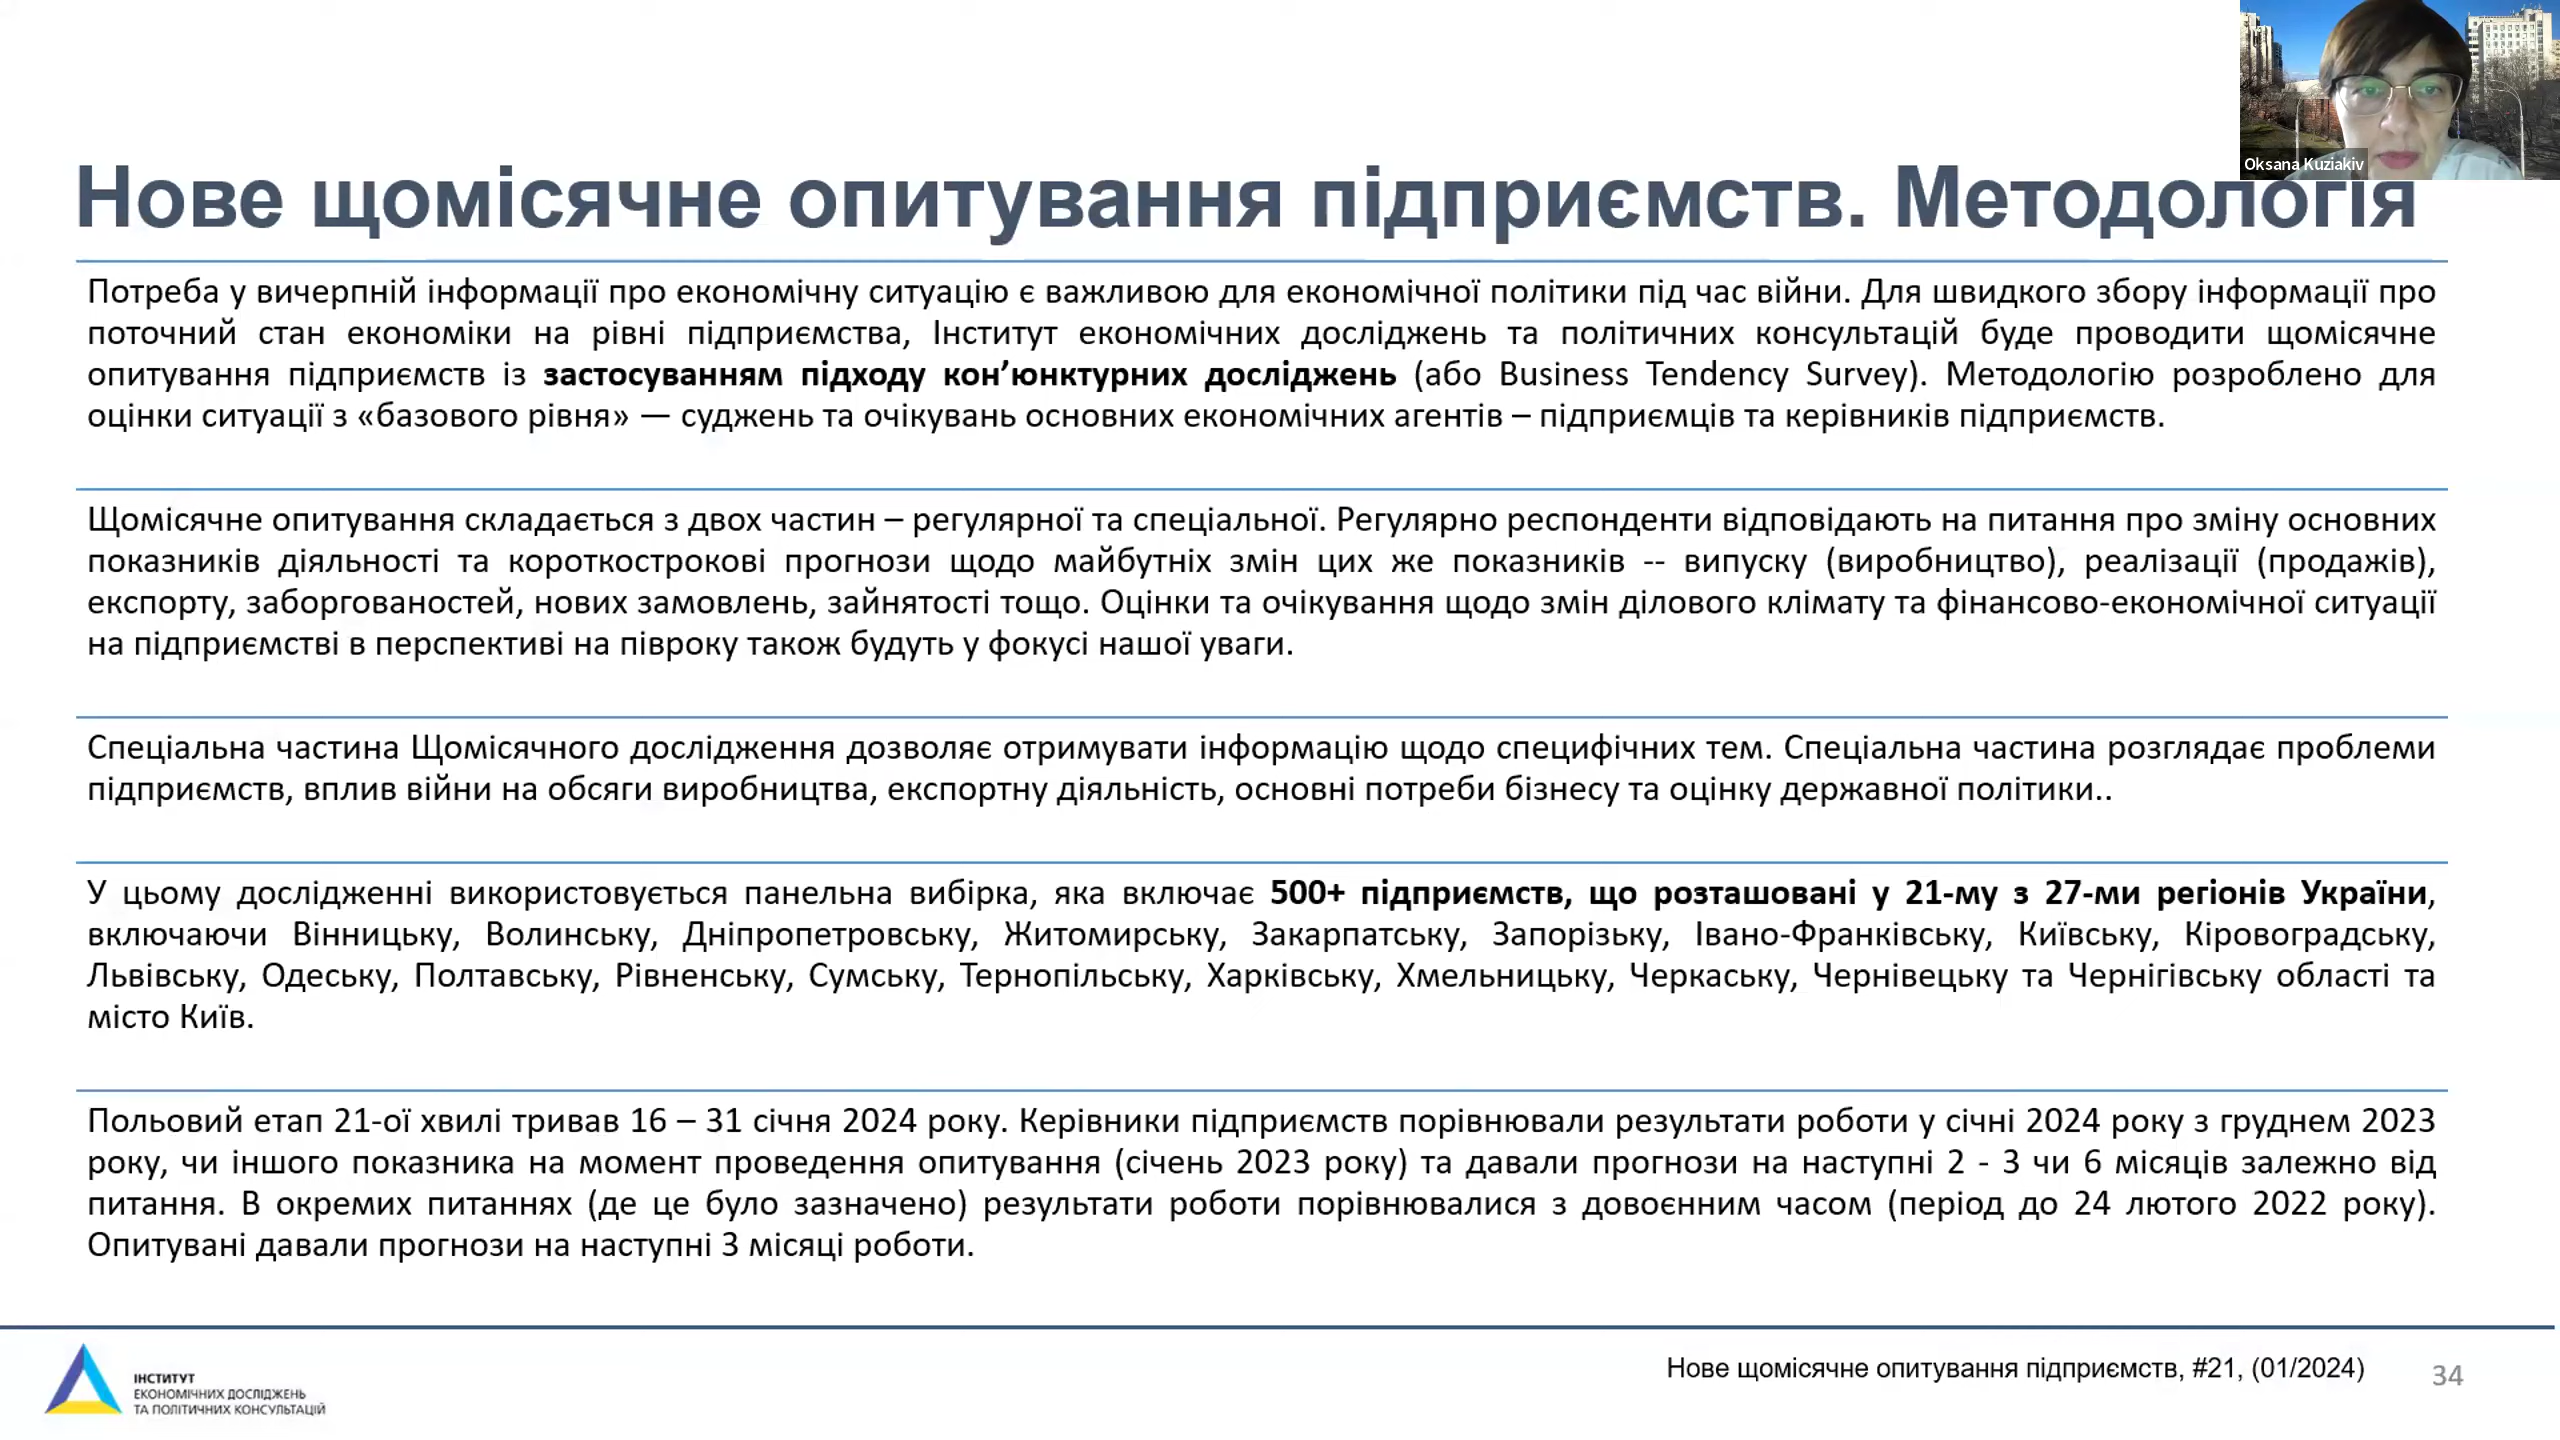 Oksana Kuziakiv
Нове щомісячне опитування підприємств. Методологія
Потреба у вичерпній інформації про економічну ситуацію є важливою для економічної політики під час війни. Для швидкого збору інформації про
поточний стан економіки на рівні підприємства, Інститут економічних досліджень та політичних консультацій буде проводити щомісячне
опитування підприємств із застосуванням підходу кон’юнктурних досліджень (або Business Tendency Survey). Методологію розроблено для
оцінки ситуації з «базового рівня» — суджень та очікувань основних економічних агентів – підприємців та керівників підприємств.
Щомісячне опитування складається з двох частин – регулярної та спеціальної. Регулярно респонденти відповідають на питання про зміну основних
показників діяльності та короткострокові прогнози щодо майбутніх змін цих же показників -- випуску (виробництво), реалізації (продажів),
експорту, заборгованостей, нових замовлень, зайнятості тощо. Оцінки та очікування щодо змін ділового клімату та фінансово-економічної ситуації
на підприємстві в перспективі на півроку також будуть у фокусі нашої уваги.
Спеціальна частина Щомісячного дослідження дозволяє отримувати інформацію щодо специфічних тем. Спеціальна частина розглядає проблеми
підприємств, вплив війни на обсяги виробництва, експортну діяльність, основні потреби бізнесу та оцінку державної політики..
У цьому дослідженні використовується панельна вибірка, яка включає 500+ підприємств, що розташовані у 21-му з 27-ми регіонів України,
включаючи Вінницьку, Волинську, Дніпропетровську, Житомирську, Закарпатську, Запорізьку, Івано-Франківську, Київську, Кіровоградську,
Львівську, Одеську, Полтавську, Рівненську, Сумську, Тернопільську, Харківську, Хмельницьку, Черкаську, Чернівецьку та Чернігівську області та
місто Київ.
Польовий етап 21-ої хвилі тривав 16 – 31 січня 2024 року. Керівники підприємств порівнювали результати роботи у січні 2024 року з груднем 2023
року, чи іншого показника на момент проведення опитування (січень 2023 року) та давали прогнози на наступні 2 - 3 чи 6 місяців залежно від
питання. В окремих питаннях (де це було зазначено) результати роботи порівнювалися з довоєнним часом (період до 24 лютого 2022 року).
Опитувані давали прогнози на наступні 3 місяці роботи.
ІНСТИТУТ
ЕКОНОМІЧНИХ ДОСЛІДЖЕНЬ
ТА ПОЛІТИЧНИХ КОНСУЛЬТАЦІЙ
Нове щомісячне опитування підприємств, #21, (01/2024)
34